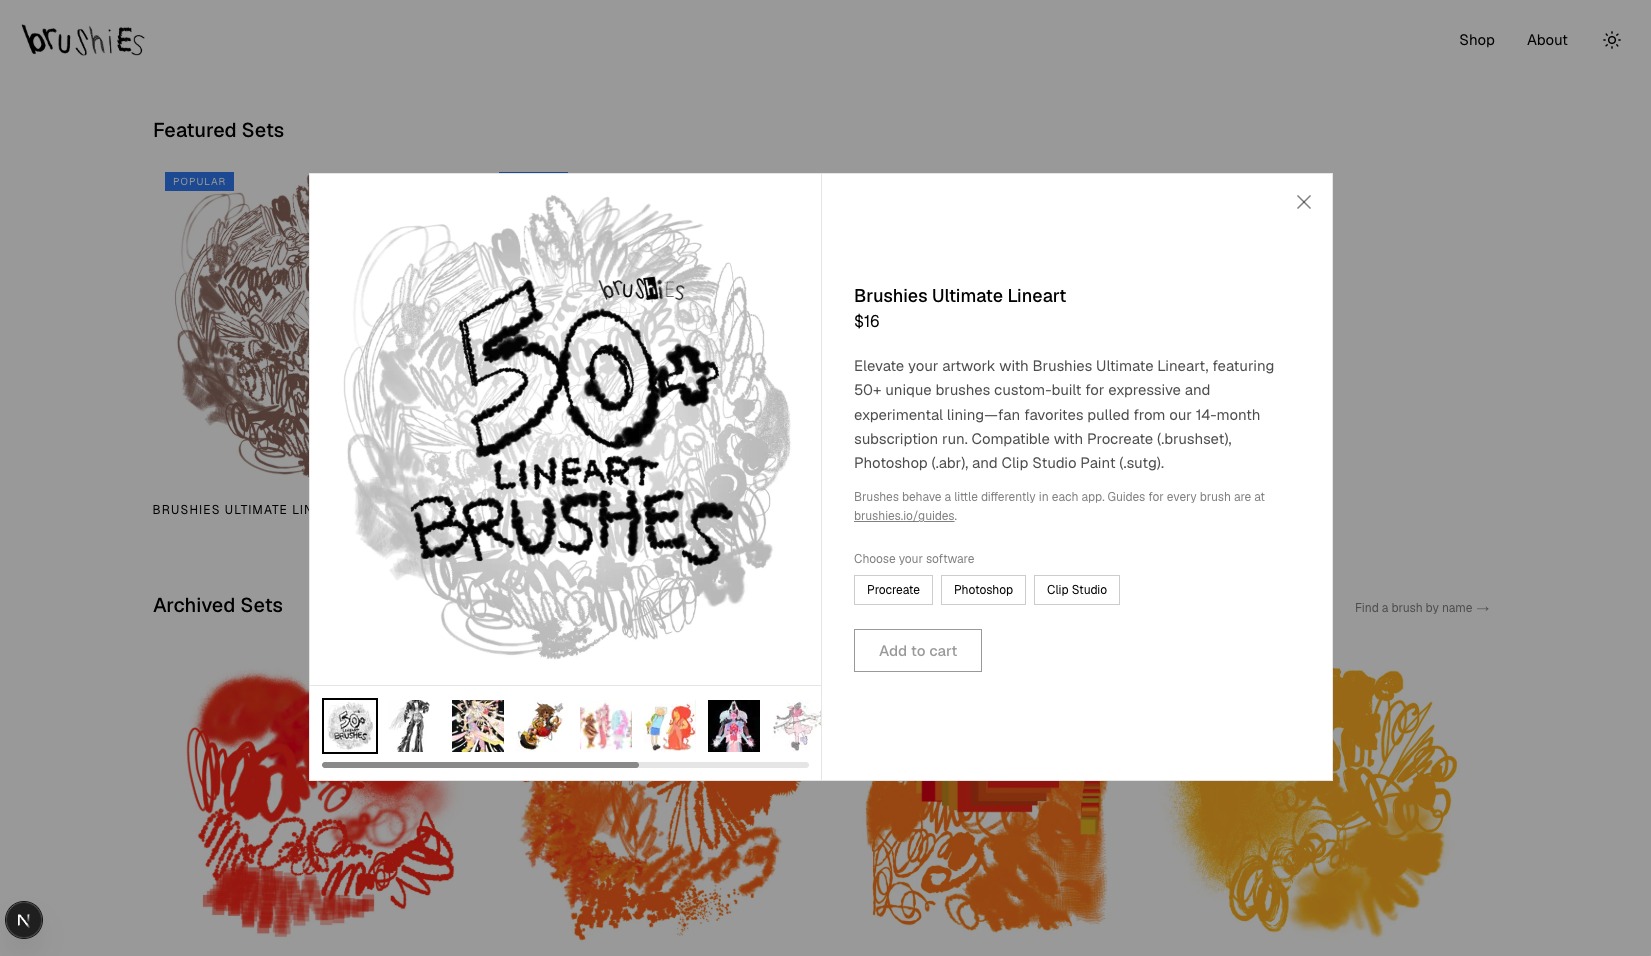 brushies
Shop
About
Featured Sets
POPULAR
brushies
50+
LINEART
BRUSHES
Brushies Ultimate Lineart
$16
Elevate your artwork with Brushies Ultimate Lineart, featuring
50+ unique brushes custom-built for expressive and
experimental lining—fan favorites pulled from our 14-month
subscription run. Compatible with Procreate (.brushset),
Photoshop (.abr), and Clip Studio Paint (.sutg).
Brushes behave a little differently in each app. Guides for every brush are at
brushies.io/guides.
Choose your software
Procreate
Photoshop
Clip Studio
Add to cart
BRUSHIES ULTIMATE LIN
Archived Sets
Find a brush by name →
50+
LINEART
BRUSHES
N